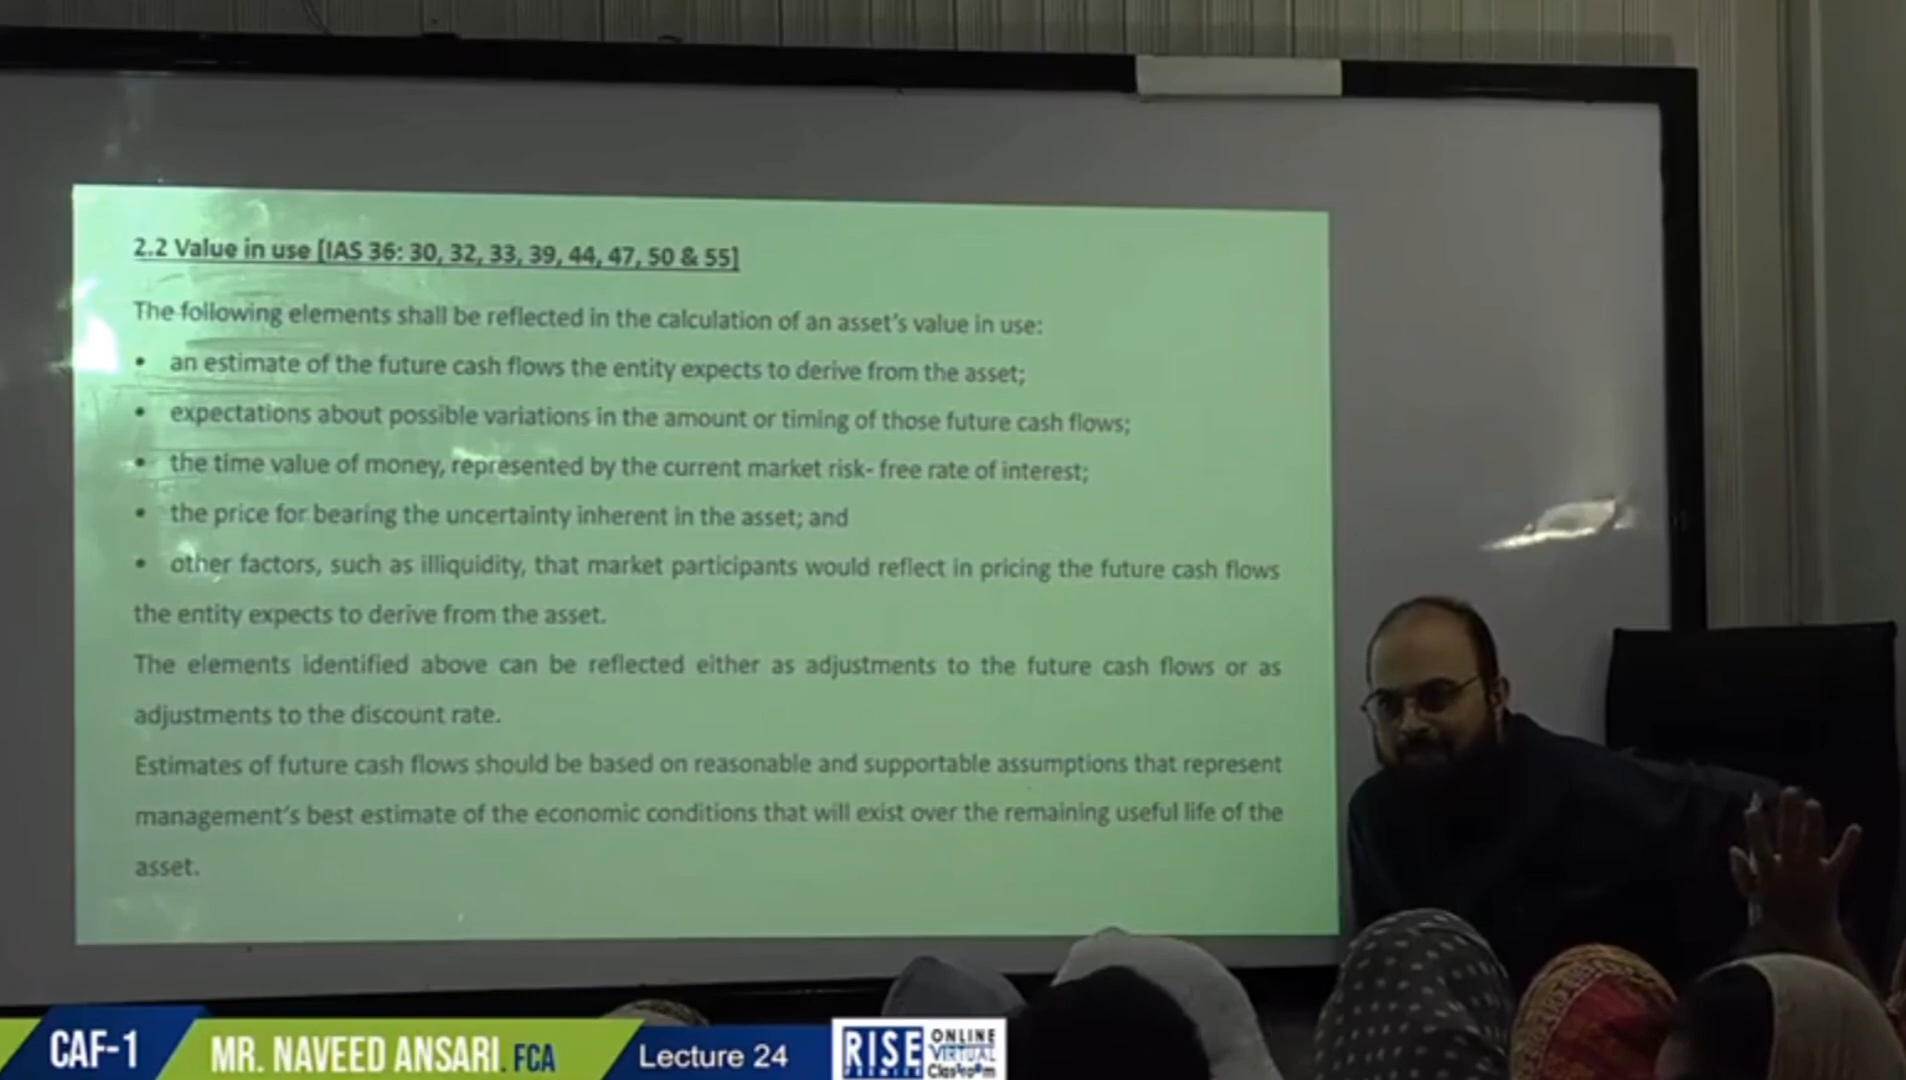 2.2 Value in use [IAS 36: 30, 32, 33, 39, 44, 47, 50 & 55]
The following elements shall be reflected in the calculation of an asset's value in use:
• an estimate of the future cash flows the entity expects to derive from the asset;
• expectations about possible variations in the amount or timing of those future cash flows;
• the time value of money, represented by the current market risk- free rate of interest;
• the price for bearing the uncertainty inherent in the asset; and
• other factors, such as illiquidity, that market participants would reflect in pricing the future cash flows
the entity expects to derive from the asset.
The elements identified above can be reflected either as adjustments to the future cash flows or as
adjustments to the discount rate.
Estimates of future cash flows should be based on reasonable and supportable assumptions that represent
management's best estimate of the economic conditions that will exist over the remaining useful life of the
asset.
CAF-1
MR. NAVEED ANSARI. FCA
Lecture 24
RISE
ONLINE
VIRTUAL
Classroom